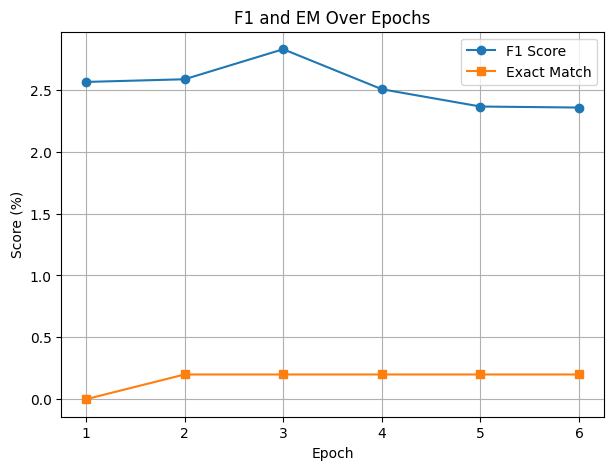 F1 and EM Over Epochs
F1 Score
Exact Match
Score (%)
2.5
2.0
1.5
1.0
0.5
0.0
1 2 3 4 5 6
Epoch